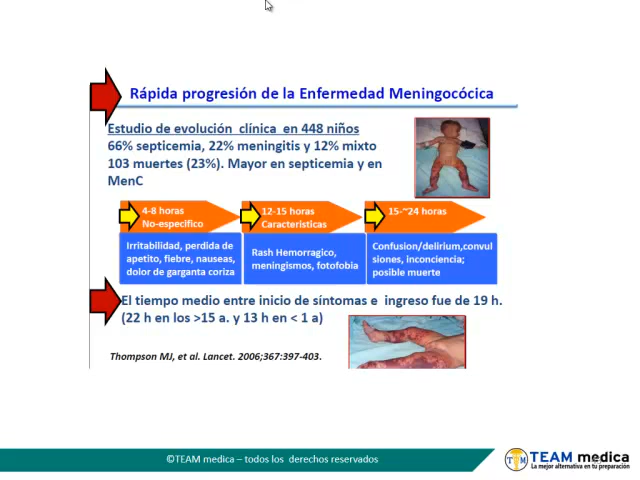 Rápida progresión de la Enfermedad Meningocócica
Estudio de evolución clínica en 448 niños
66% septicemia, 22% meningitis y 12% mixto
103 muertes (23%). Mayor en septicemia y en
MenC
4-8 horas
No-especifico
12-15 horas
Caracteristicas
15-~24 horas
Irritabilidad, perdida de
apetito, fiebre, nauseas,
dolor de garganta coriza
Rash Hemorragico,
meningismos, fotofobia
Confusion/delirium,convul
siones, inconciencia;
posible muerte
El tiempo medio entre inicio de síntomas e ingreso fue de 19 h.
(22 h en los >15 a. y 13 h en < 1 a)
Thompson MJ, et al. Lancet. 2006;367:397-403.
©TEAM medica – todos los derechos reservados
TM
TEAM medica
La mejor alternativa en tu preparación